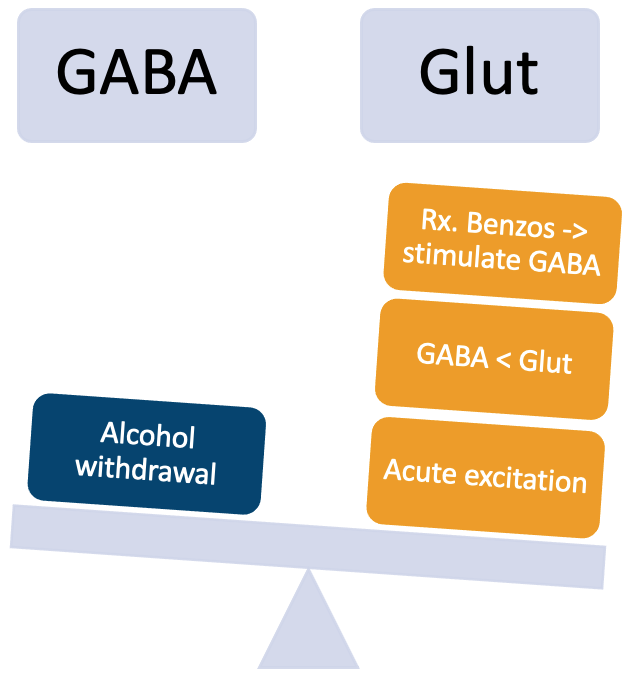 GABA
Glut
Rx. Benzos ->
stimulate GABA
GABA < Glut
Alcohol
withdrawal
Acute excitation